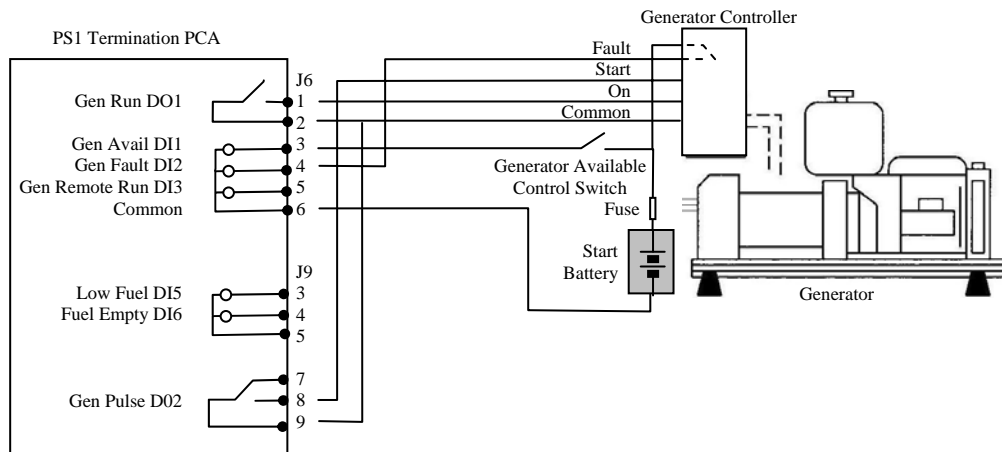 Generator Controller
PS1 Termination PCA
Fault
Start
On
Common
J6
Gen Run DO1
1
2
Gen Avail DI1
3
Gen Fault DI2
4
Gen Remote Run DI3
5
Common
6
Generator Available
Control Switch
Fuse
Start
Battery
Generator
J9
Low Fuel DI5
3
Fuel Empty DI6
4
5
7
Gen Pulse D02
8
9